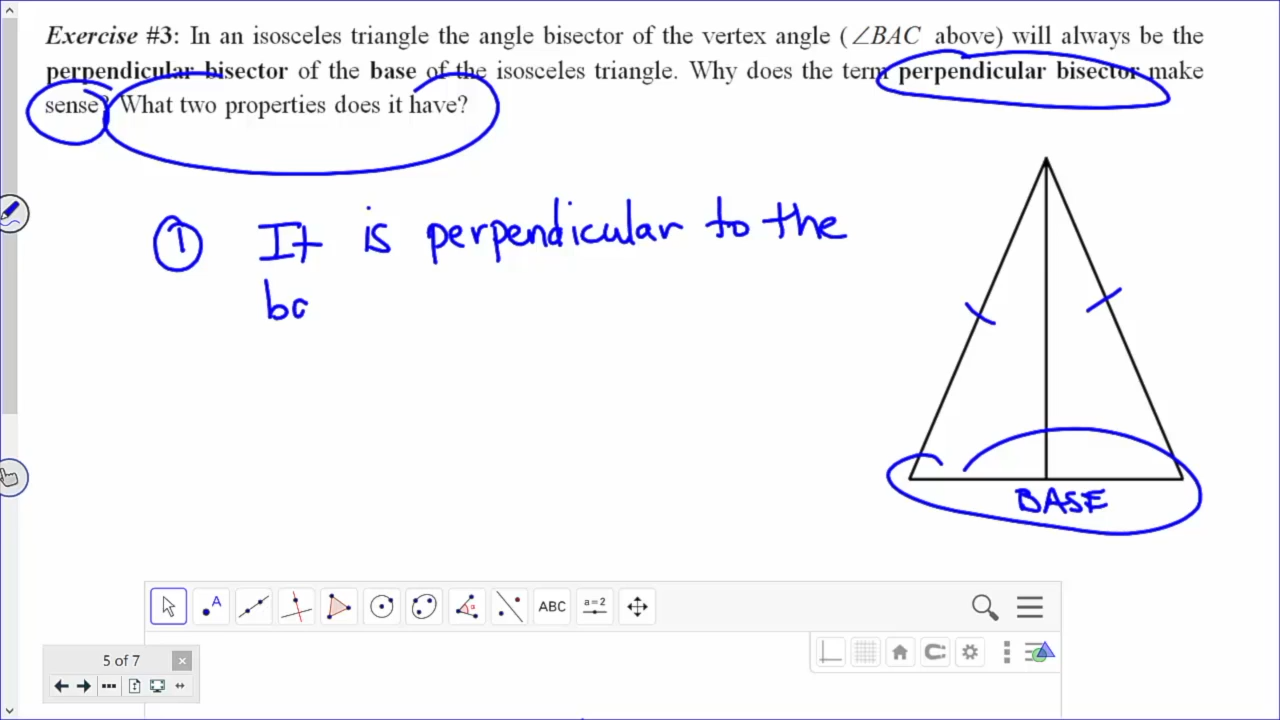 Exercise #3: In an isosceles triangle the angle bisector of the vertex angle (∠BAC above) will always be the
perpendicular bisector of the base of the isosceles triangle. Why does the term perpendicular bisector make
sense? What two properties does it have?
① It is perpendicular to the
ba
BASE
A
ABC
a=2
5 of 7